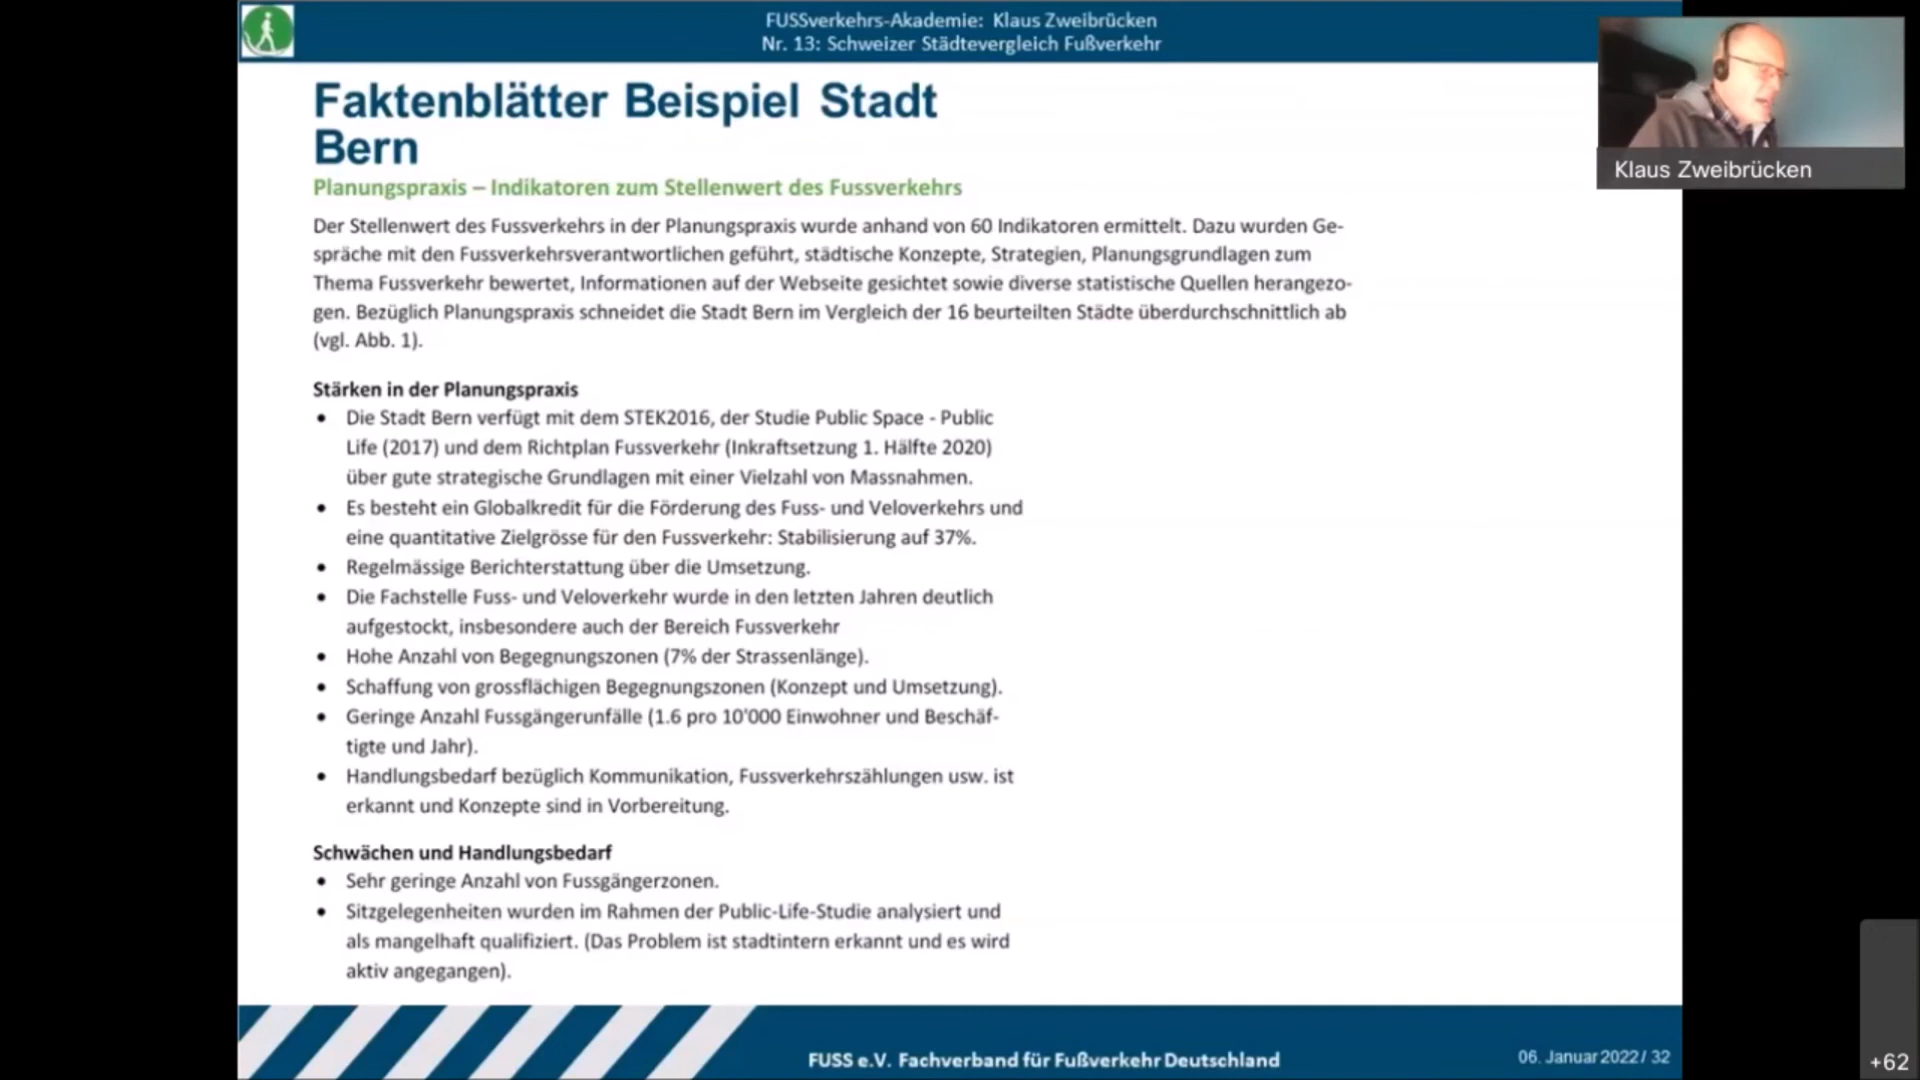 FUSSverkehrs-Akademie: Klaus Zweibrücken
Nr. 13: Schweizer Städtevergleich Fußverkehr
Klaus Zweibrücken
Faktenblätter Beispiel Stadt
Bern
Planungspraxis – Indikatoren zum Stellenwert des Fussverkehrs
Der Stellenwert des Fussverkehrs in der Planungspraxis wurde anhand von 60 Indikatoren ermittelt. Dazu wurden Ge-
spräche mit den Fussverkehrsverantwortlichen geführt, städtische Konzepte, Strategien, Planungsgrundlagen zum
Thema Fussverkehr bewertet, Informationen auf der Webseite gesichtet sowie diverse statistische Quellen herangezo-
gen. Bezüglich Planungspraxis schneidet die Stadt Bern im Vergleich der 16 beurteilten Städte überdurchschnittlich ab
(vgl. Abb. 1).
Stärken in der Planungspraxis
• Die Stadt Bern verfügt mit dem STEK2016, der Studie Public Space - Public
Life (2017) und dem Richtplan Fussverkehr (Inkraftsetzung 1. Hälfte 2020)
über gute strategische Grundlagen mit einer Vielzahl von Massnahmen.
• Es besteht ein Globalkredit für die Förderung des Fuss- und Veloverkehrs und
eine quantitative Zielgrösse für den Fussverkehr: Stabilisierung auf 37%.
• Regelmässige Berichterstattung über die Umsetzung.
• Die Fachstelle Fuss- und Veloverkehr wurde in den letzten Jahren deutlich
aufgestockt, insbesondere auch der Bereich Fussverkehr
• Hohe Anzahl von Begegnungszonen (7% der Strassenlänge).
• Schaffung von grossflächigen Begegnungszonen (Konzept und Umsetzung).
• Geringe Anzahl Fussgängerunfälle (1.6 pro 10'000 Einwohner und Beschäf-
tigte und Jahr).
• Handlungsbedarf bezüglich Kommunikation, Fussverkehrszählungen usw. ist
erkannt und Konzepte sind in Vorbereitung.
Schwächen und Handlungsbedarf
• Sehr geringe Anzahl von Fussgängerzonen.
• Sitzgelegenheiten wurden im Rahmen der Public-Life-Studie analysiert und
als mangelhaft qualifiziert. (Das Problem ist stadtintern erkannt und es wird
aktiv angegangen).
FUSS e.V. Fachverband für Fußverkehr Deutschland
06. Januar 2022/ 32
+62